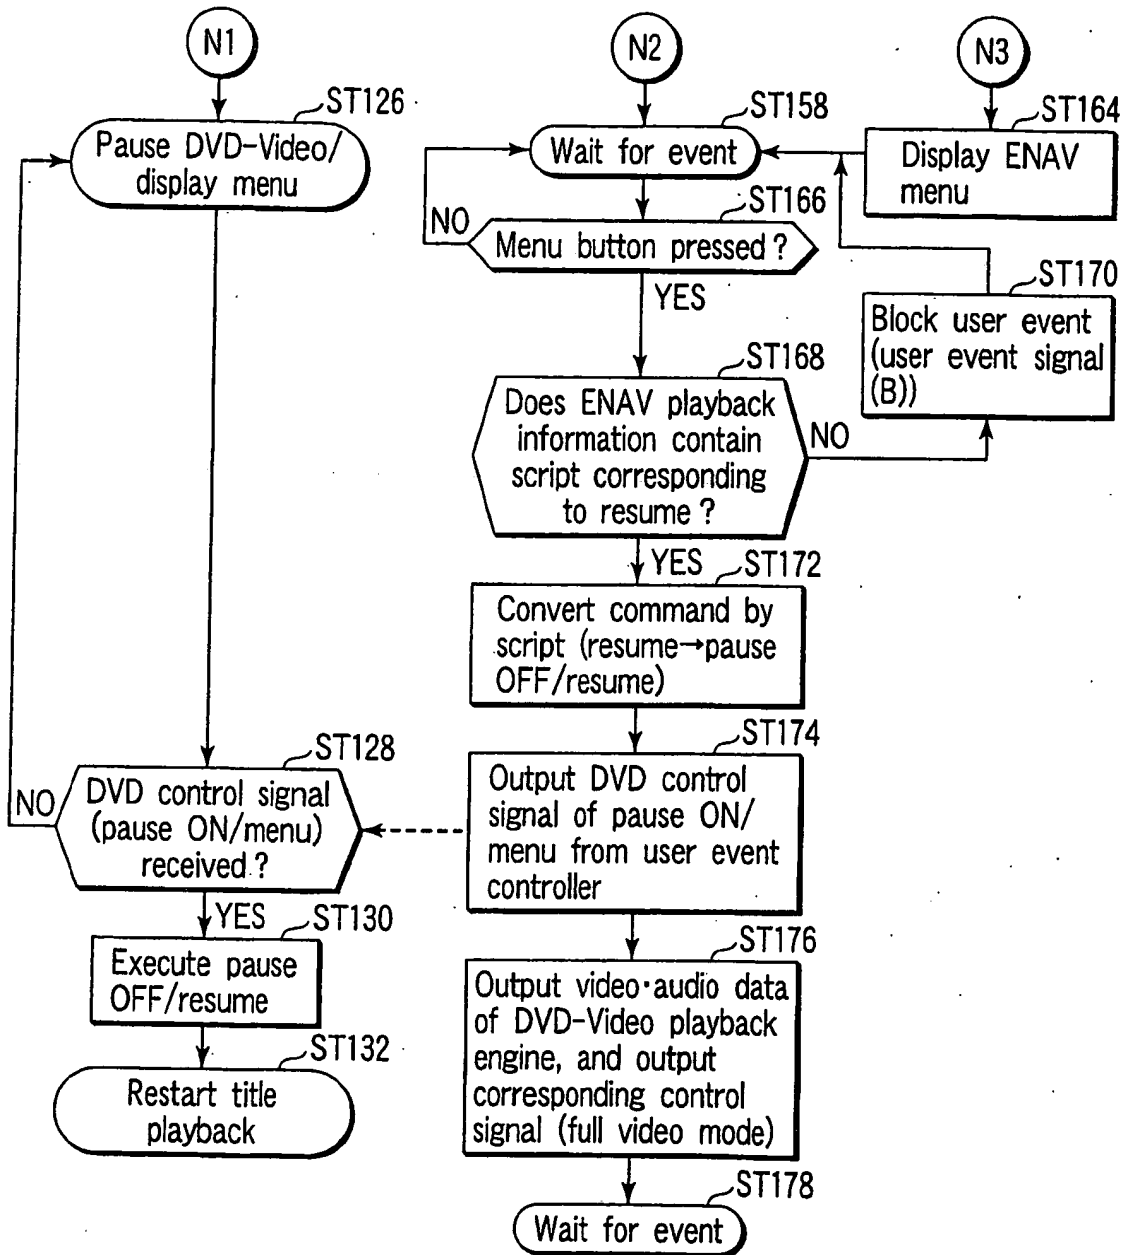 N1
ST126
Pause DVD-Video/
display menu
NO
ST128
DVD control signal
(pause ON/menu)
received?
YES
ST130
Execute pause
OFF/resume
ST132
Restart title
playback
N2
ST158
Wait for event
ST166
NO
Menu button pressed?
YES
ST168
Does ENAV playback
information contain
script corresponding
to resume?
NO
YES
ST172
Convert command by
script (resume→pause
OFF/resume)
ST174
Output DVD control
signal of pause ON/
menu from user event
controller
ST176
Output video·audio data
of DVD-Video playback
engine, and output
corresponding control
signal (full video mode)
ST178
Wait for event
N3
ST164
Display ENAV
menu
ST170
Block user event
(user event signal
(B))